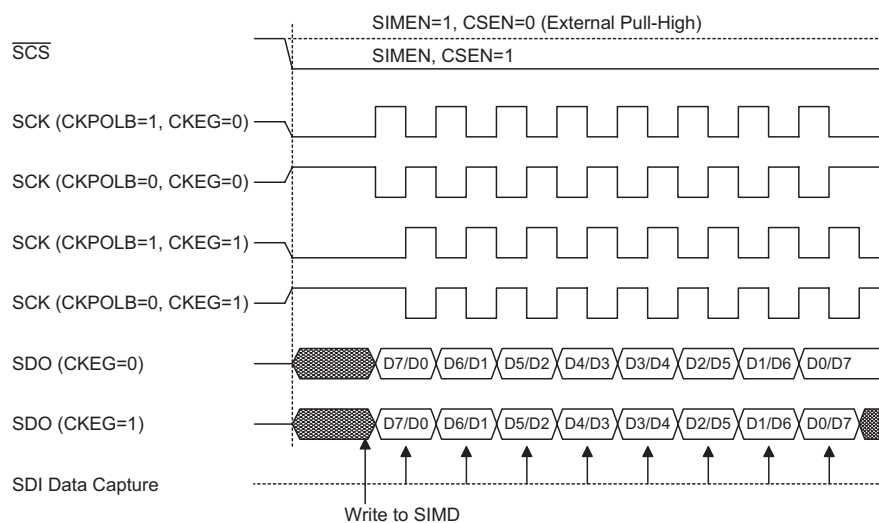 SIMEN=1, CSEN=0 (External Pull-High)
SCS
SIMEN, CSEN=1
SCK (CKPOLB=1, CKEG=0)
SCK (CKPOLB=0, CKEG=0)
SCK (CKPOLB=1, CKEG=1)
SCK (CKPOLB=0, CKEG=1)
SDO (CKEG=0) D7/D0 D6/D1 D5/D2 D4/D3 D3/D4 D2/D5 D1/D6 D0/D7
SDO (CKEG=1) D7/D0 D6/D1 D5/D2 D4/D3 D3/D4 D2/D5 D1/D6 D0/D7
SDI Data Capture
Write to SIMD